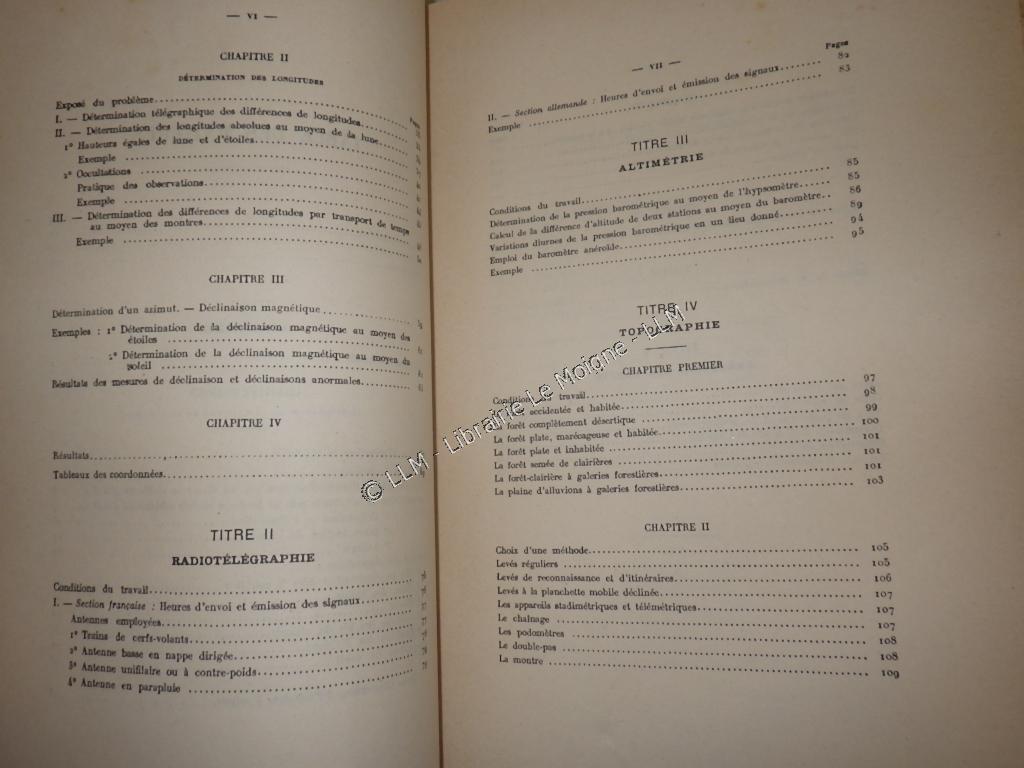 — VI —
CHAPITRE II
DÉTERMINATION DES LONGITUDES
Exposé du problème
I. — Détermination télégraphique des différences de longitudes
II. — Détermination des longitudes absolues au moyen de la lune
1° Hauteurs égales de lune et d'étoiles
Exemple
2° Occultations
Pratique des observations
Exemple
III. — Détermination des différences de longitudes par transport de temps
au moyen des montres
Exemple
CHAPITRE III
Détermination d'un azimut. — Déclinaison magnétique
Exemples : 1° Détermination de la déclinaison magnétique au moyen des
étoiles
2° Détermination de la déclinaison magnétique au moyen du
soleil
Résultats des mesures de déclinaison et déclinaisons anormales
CHAPITRE IV
Résultats
Tableaux des coordonnées
TITRE II
RADIOTÉLÉGRAPHIE
Conditions du travail
I. — Section française : Heures d'envoi et émission des signaux
Antennes employées
1° Trains de cerfs-volants
2° Antenne basse en nappe dirigée
3° Antenne unifilaire ou à contre-poids
4° Antenne en parapluie
— VII —
Pages
II. — Section allemande : Heures d'envoi et émission des signaux 82
Exemple 83
TITRE III
ALTIMÉTRIE
Conditions du travail 85
Détermination de la pression barométrique au moyen de l'hypsomètre 85
Calcul de la différence d'altitude de deux stations au moyen du baromètre 86
Variations diurnes de la pression barométrique en un lieu donné 89
Emploi du baromètre anéroïde 94
Exemple 95
TITRE IV
TOPOGRAPHIE
CHAPITRE PREMIER
Conditions du travail 97
accidentée et habitée 98
La forêt complètement désertique 99
La forêt plate, marécageuse et habitée 100
La forêt plate et inhabitée 101
La forêt semée de clairières 101
La forêt-clairière à galeries forestières 101
La plaine d'alluvions à galeries forestières 103
CHAPITRE II
Choix d'une méthode 105
Levés réguliers 105
Levés de reconnaissance et d'itinéraires 106
Levés à la planchette mobile déclinée 107
Les appareils stadimétriques et télémétriques 107
Le chaînage 107
Les podomètres 108
Le double-pas 108
La montre 109
© LLM - Librairie Le Moigne - LLM